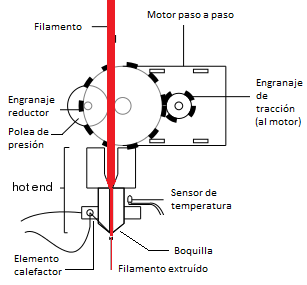 Filamento
Motor paso a paso
Engranaje
de
tracción
(al motor)
Engranaje
reductor
Polea de
presión
hot end
Sensor de
temperatura
Boquilla
Elemento
calefactor
Filamento extruído